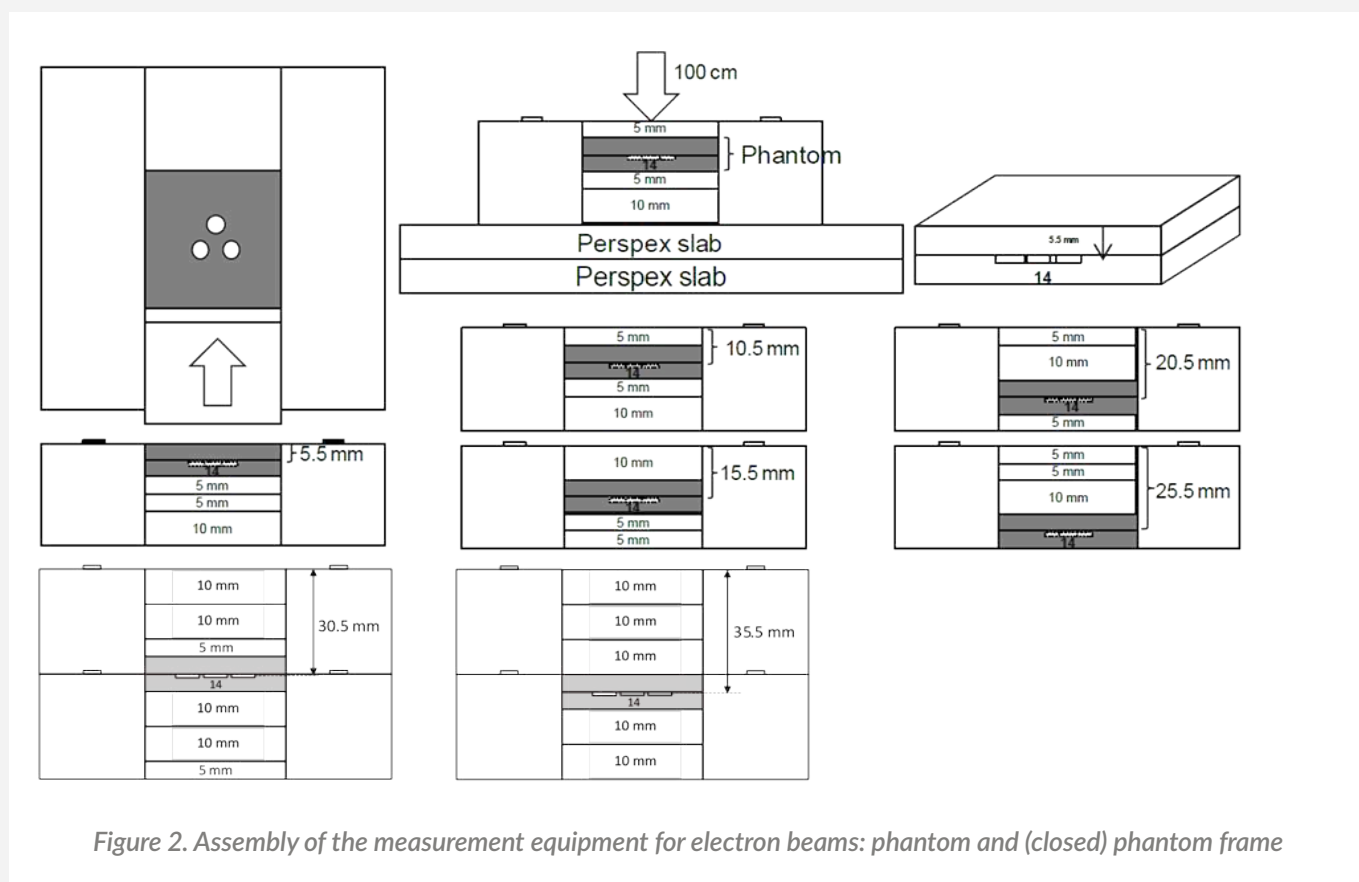 100 cm
5 mm
Phantom
14
5 mm
10 mm
Perspex slab
Perspex slab
5.5 mm
14
5 mm
10.5 mm
14
5 mm
10 mm
5 mm
10 mm
20.5 mm
14
5 mm
5.5 mm
14
5 mm
5 mm
10 mm
10 mm
15.5 mm
14
5 mm
5 mm
5 mm
5 mm
10 mm
25.5 mm
14
10 mm
10 mm
30.5 mm
5 mm
14
10 mm
10 mm
5 mm
10 mm
10 mm
35.5 mm
10 mm
14
10 mm
10 mm
Figure 2. Assembly of the measurement equipment for electron beams: phantom and (closed) phantom frame